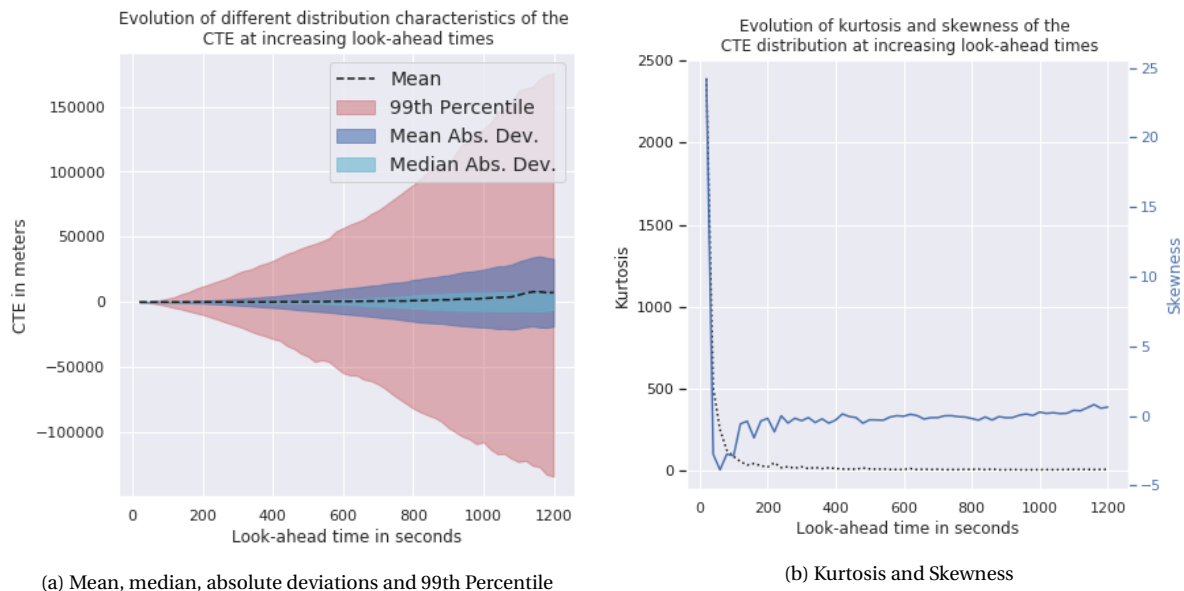 Evolution of different distribution characteristics of the
CTE at increasing look-ahead times
Mean
99th Percentile
Mean Abs. Dev.
Median Abs. Dev.
150000
100000
50000
0
−50000
−100000
CTE in meters
0 200 400 600 800 1000 1200
Look-ahead time in seconds
(a) Mean, median, absolute deviations and 99th Percentile
Evolution of kurtosis and skewness of the
CTE distribution at increasing look-ahead times
2500
2000
1500
1000
500
0
Kurtosis
25
20
15
10
5
0
−5
Skewness
0 200 400 600 800 1000 1200
Look-ahead time in seconds
(b) Kurtosis and Skewness